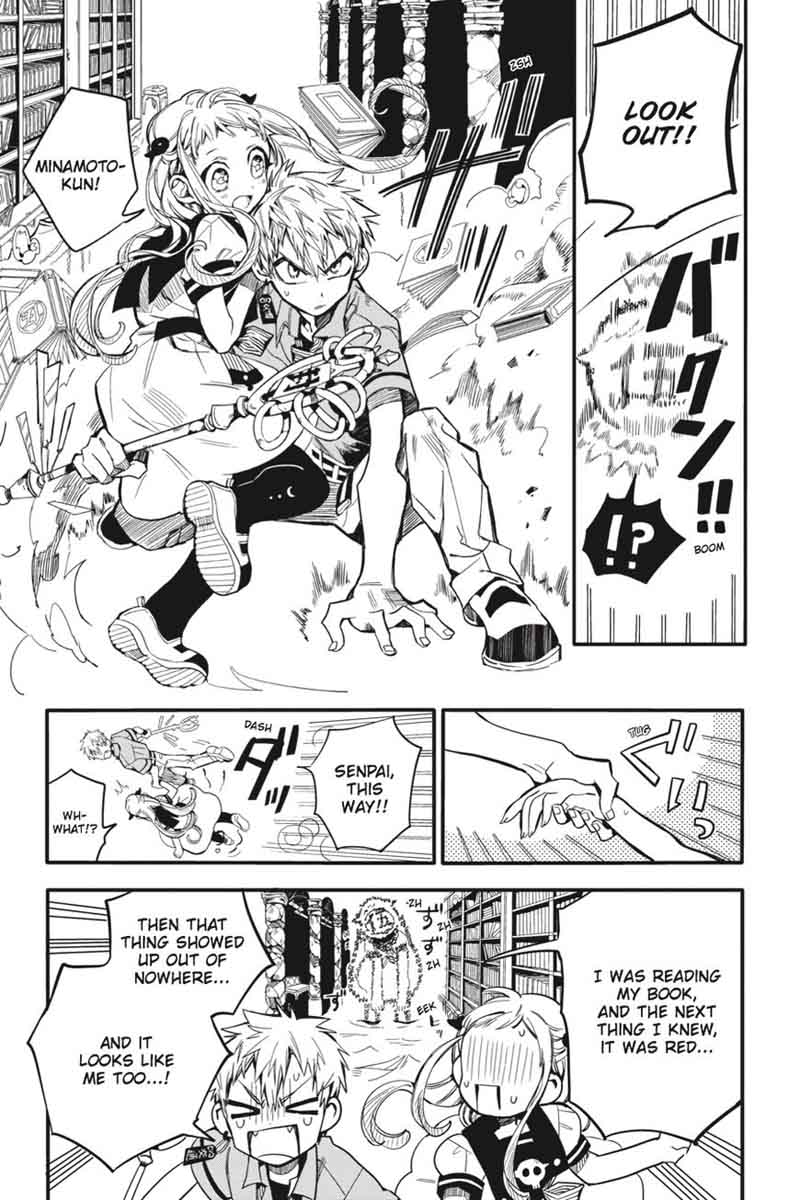 LOOK
OUT!!
バクン!!
!?
BOOM
ZSH
MINAMOTO-
KUN!
TUG
ぐいっ
SENPAI,
THIS
WAY!!
DASH
ダッ
WH-
WHAT!?
I WAS READING
MY BOOK,
AND THE NEXT
THING I KNEW,
IT WAS RED...
ZH
ZH
ZH
ず
ず
EEK
伍
THEN THAT
THING SHOWED
UP OUT OF
NOWHERE...
AND IT
LOOKS LIKE
ME TOO...!